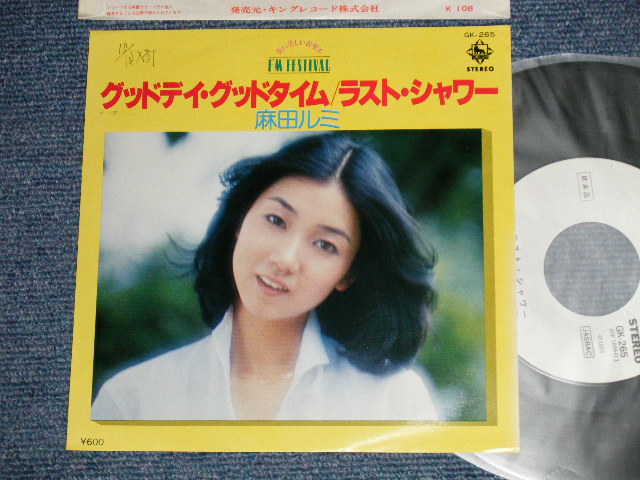 発売元・キングレコード株式会社
K 108
GK-265
STEREO
FM FESTIVAL
グッドデイ・グッドタイム/ラスト・シャワー
麻田ルミ
¥600
見本品
ラスト・シャワー
STEREO
GK-265
JASRAC